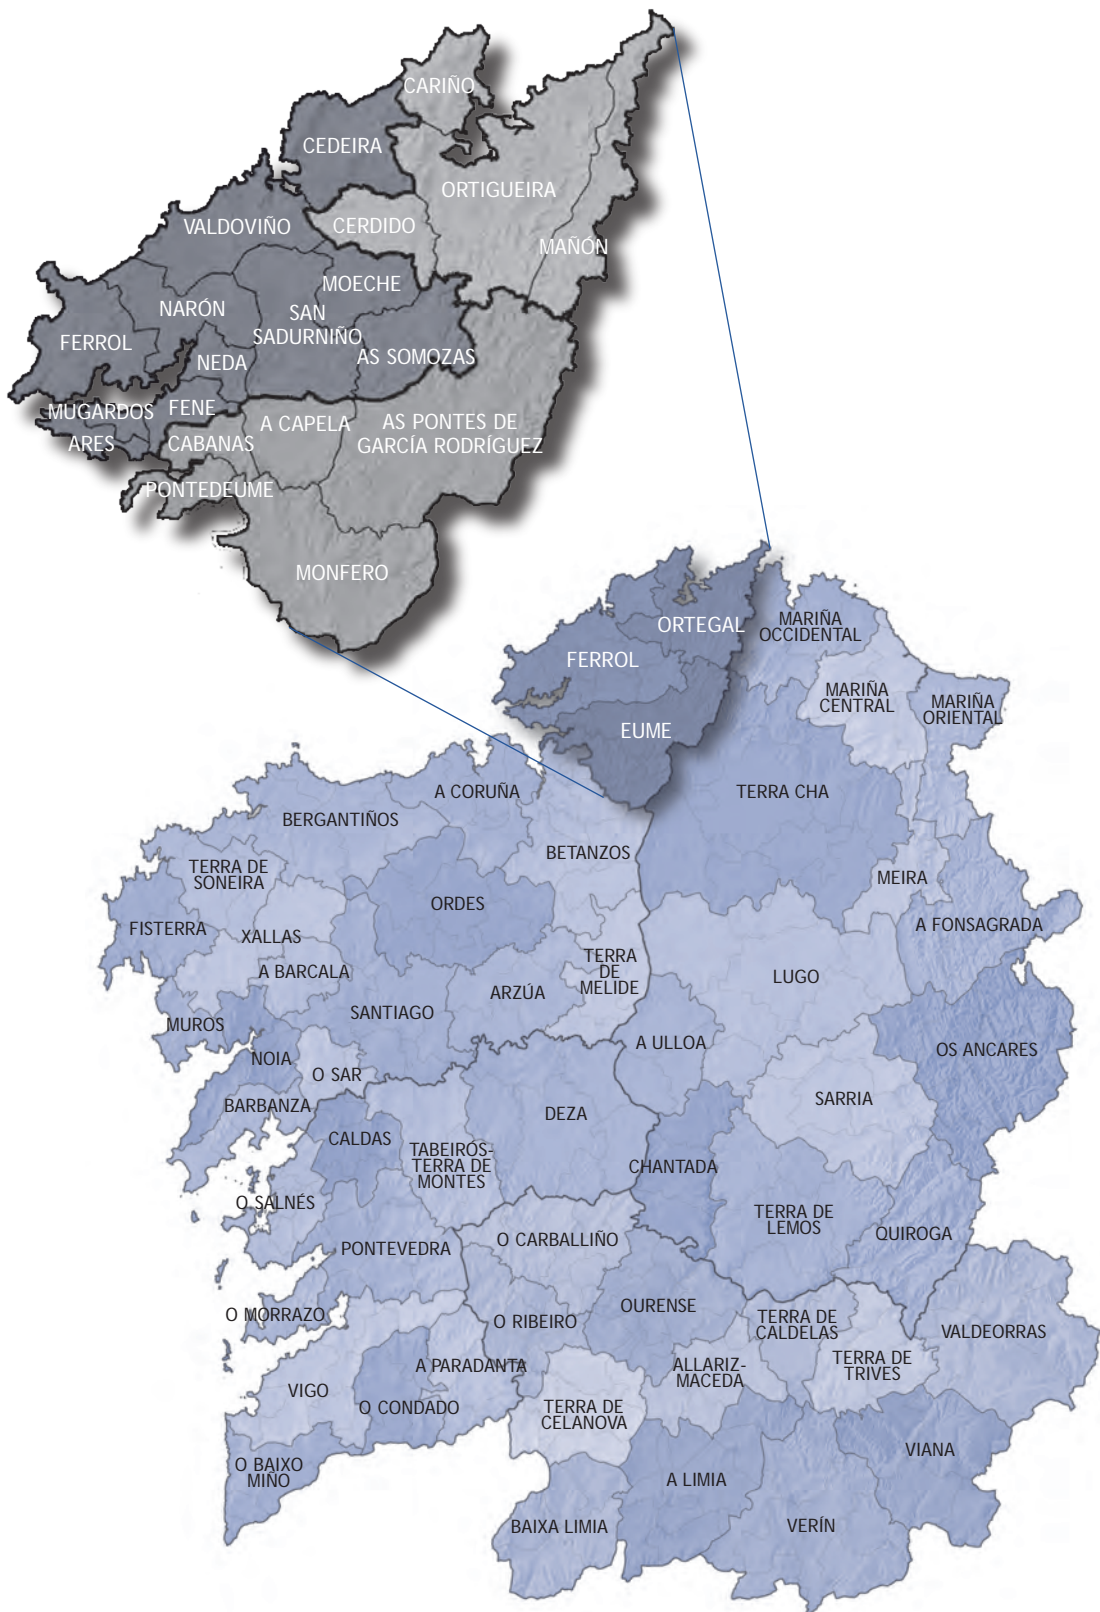 CARIÑO
CEDEIRA
ORTIGUEIRA
VALDOVIÑO
CERDIDO
MAÑÓN
MOECHE
NARÓN
SAN
SADURNIÑO
FERROL
NEDA
AS SOMOZAS
MUGARDOS
FENE
ARES
CABANAS
A CAPELA
AS PONTES DE
GARCÍA RODRÍGUEZ
PONTEDEUME
MONFERO
ORTEGAL
MARIÑA
OCCIDENTAL
FERROL
MARIÑA
CENTRAL
MARIÑA
ORIENTAL
EUME
A CORUÑA
TERRA CHA
BERGANTIÑOS
BETANZOS
TERRA DE
SONEIRA
MEIRA
ORDES
FISTERRA
XALLAS
A FONSAGRADA
A BARCALA
TERRA
DE
MELIDE
LUGO
ARZÚA
SANTIAGO
MUROS
NOIA
A ULLOA
OS ANCARES
O SAR
BARBANZA
SARRIA
DEZA
CALDAS
TABEIRÓS-
TERRA DE
MONTES
CHANTADA
O SALNÉS
TERRA DE
LEMOS
PONTEVEDRA
O CARBALLIÑO
QUIROGA
O MORRAZO
O RIBEIRO
OURENSE
TERRA DE
CALDELAS
VALDEORRAS
A PARADANTA
ALLARIZ-
MACEDA
TERRA DE
TRIVES
VIGO
O CONDADO
TERRA DE
CELANOVA
VIANA
O BAIXO
MIÑO
A LIMIA
BAIXA LIMIA
VERÍN